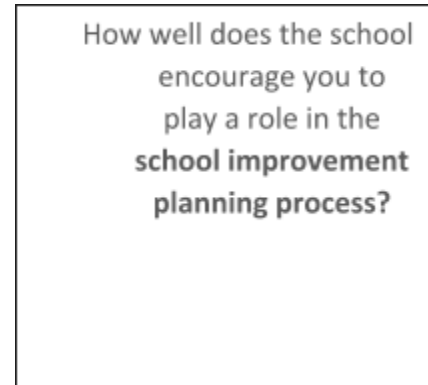 How well does the school
encourage you to
play a role in the
school improvement
planning process?